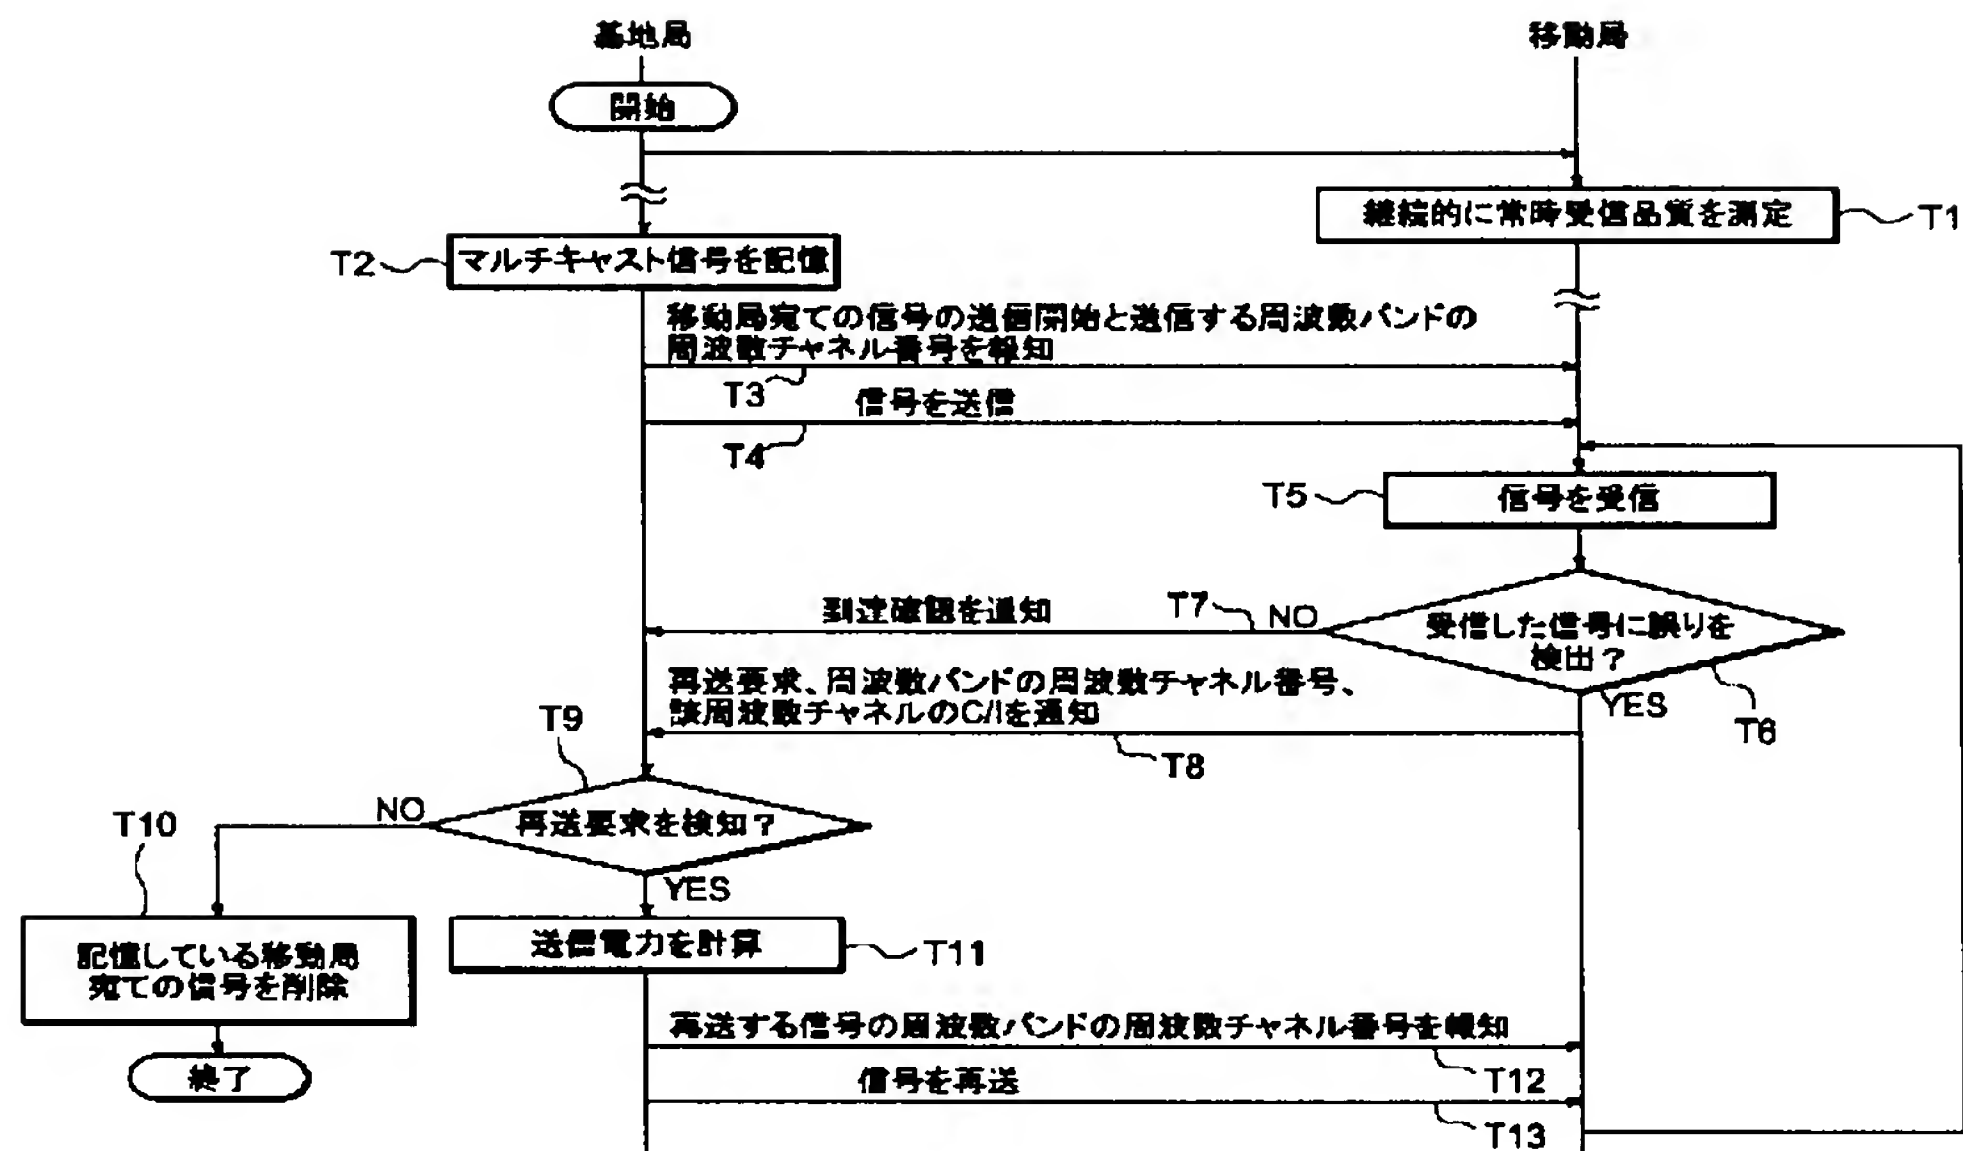 基地局
移動局
開始
継続的に常時受信品質を測定
T1
T2
マルチキャスト信号を記憶
移動局宛ての信号の送信開始と送信する周波数バンドの
周波数チャネル番号を報知
T3
信号を送信
T4
T5
信号を受信
到達確認を通知
T7
NO
受信した信号に誤りを
検出？
再送要求、周波数バンドの周波数チャネル番号、
該周波数チャネルのC/Iを通知
YES
T6
T9
T8
T10
NO
再送要求を検知？
YES
記憶している移動局
宛ての信号を削除
送信電力を計算
T11
再送する信号の周波数バンドの周波数チャネル番号を報知
終了
信号を再送
T12
T13